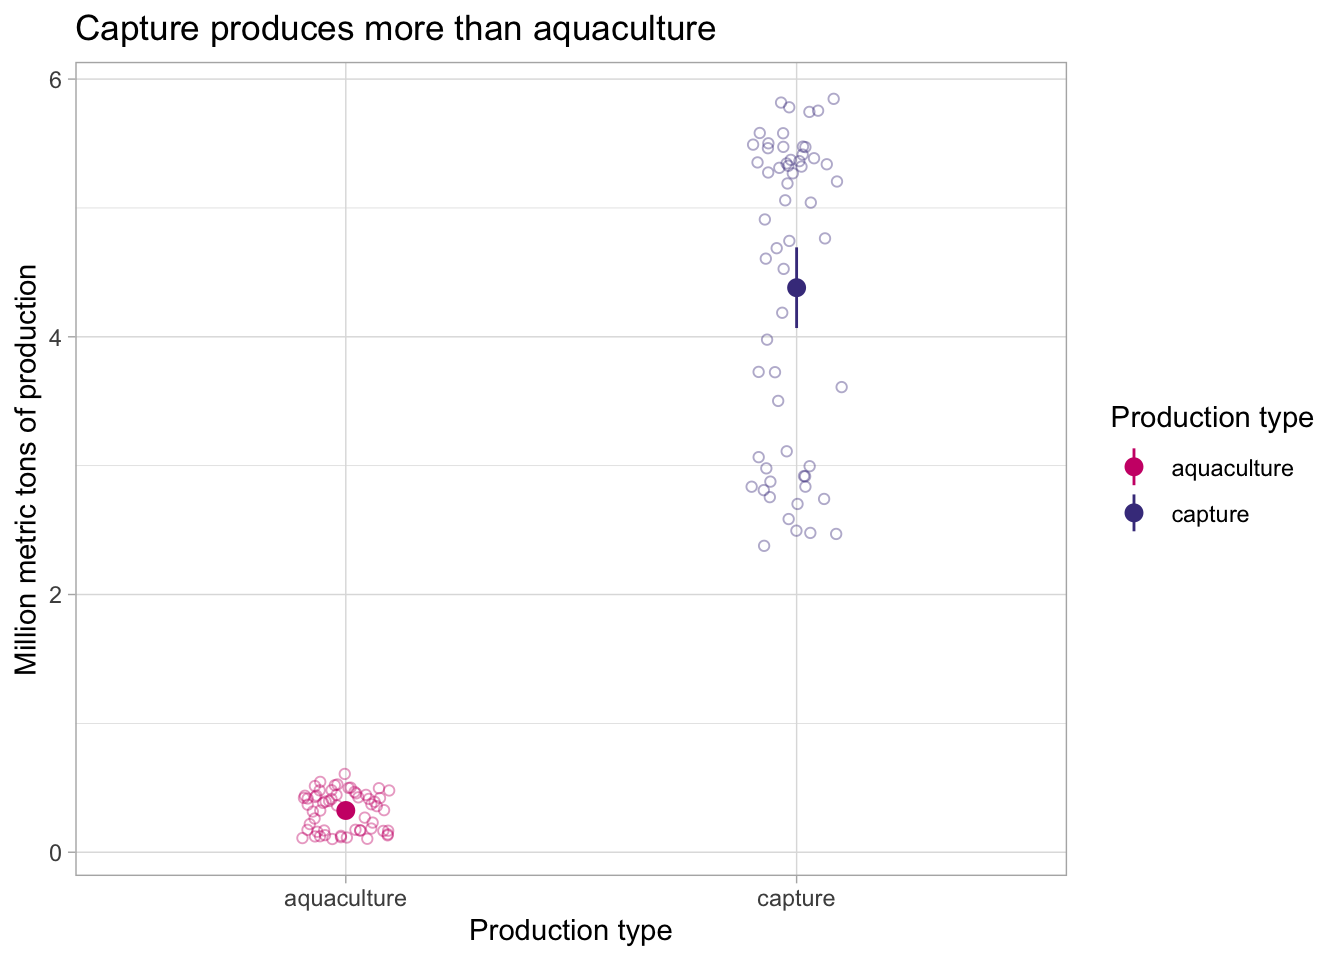 Capture produces more than aquaculture
6
4
2
0
Million metric tons of production
aquaculture
capture
Production type
Production type
aquaculture
capture